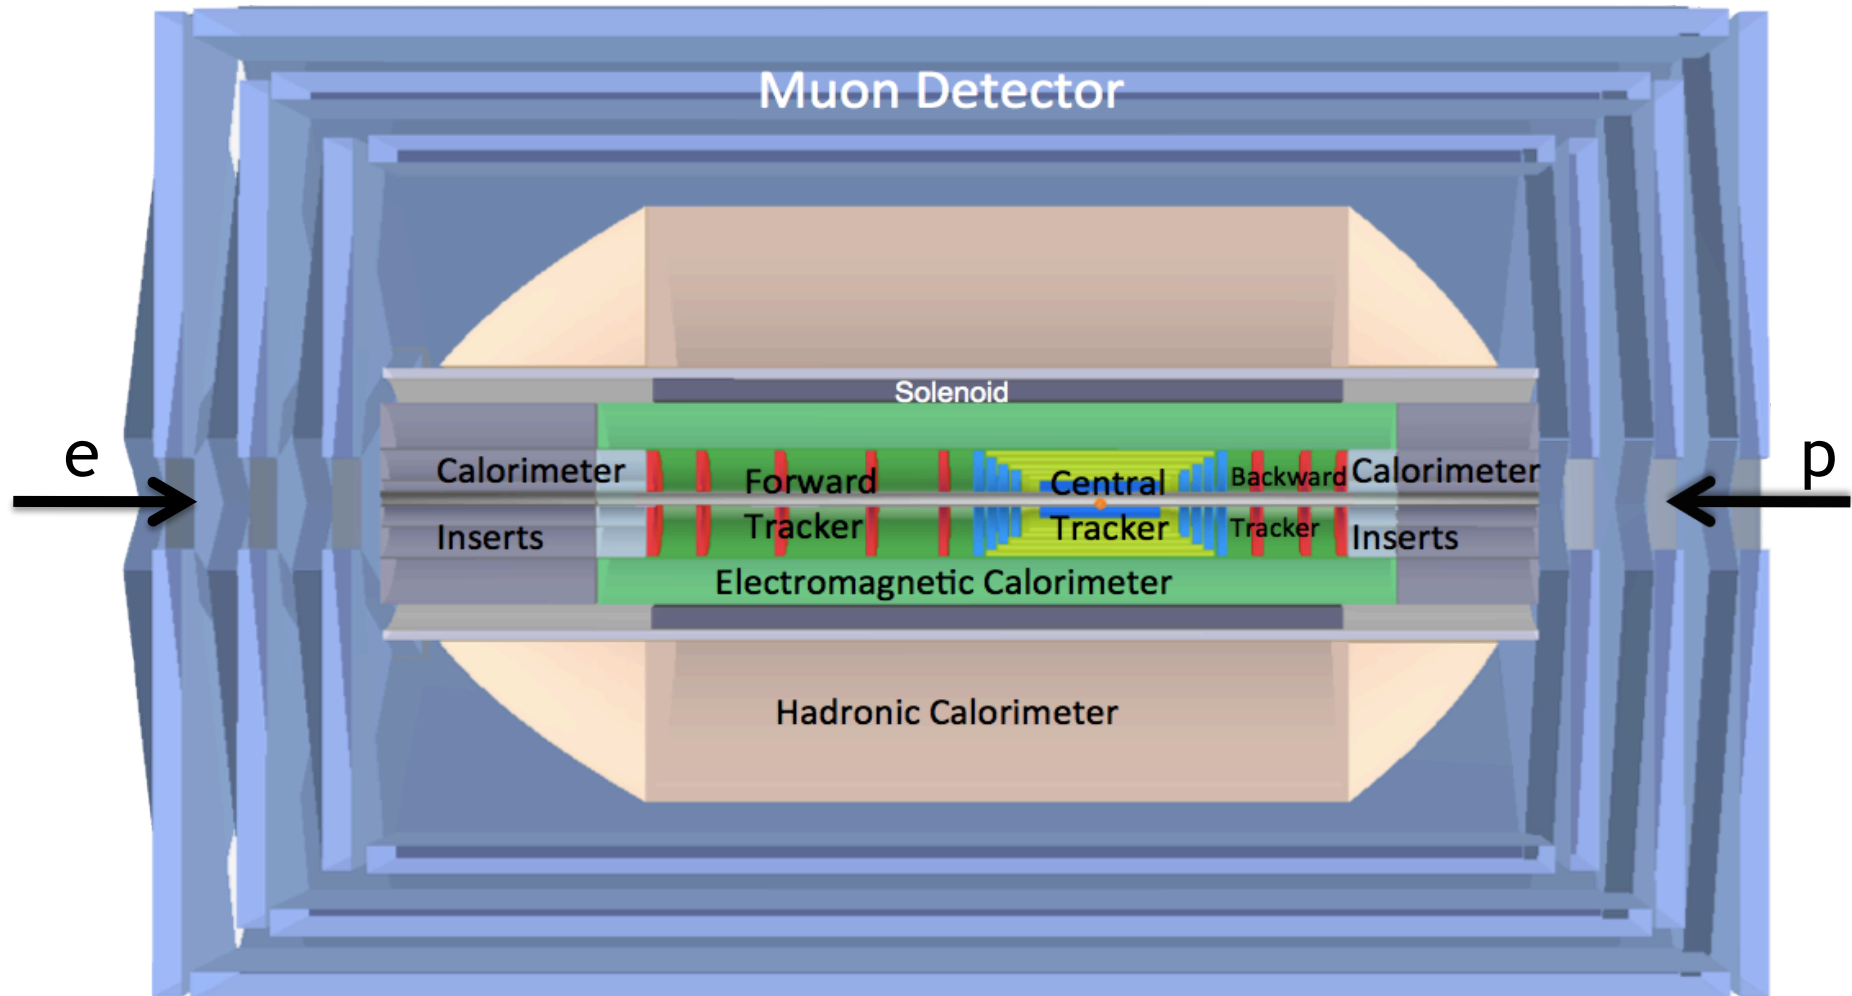 Muon Detector
Solenoid
e
p
Calorimeter
Inserts
Forward
Tracker
Central
Tracker
Backward
Tracker
Calorimeter
Inserts
Electromagnetic Calorimeter
Hadronic Calorimeter